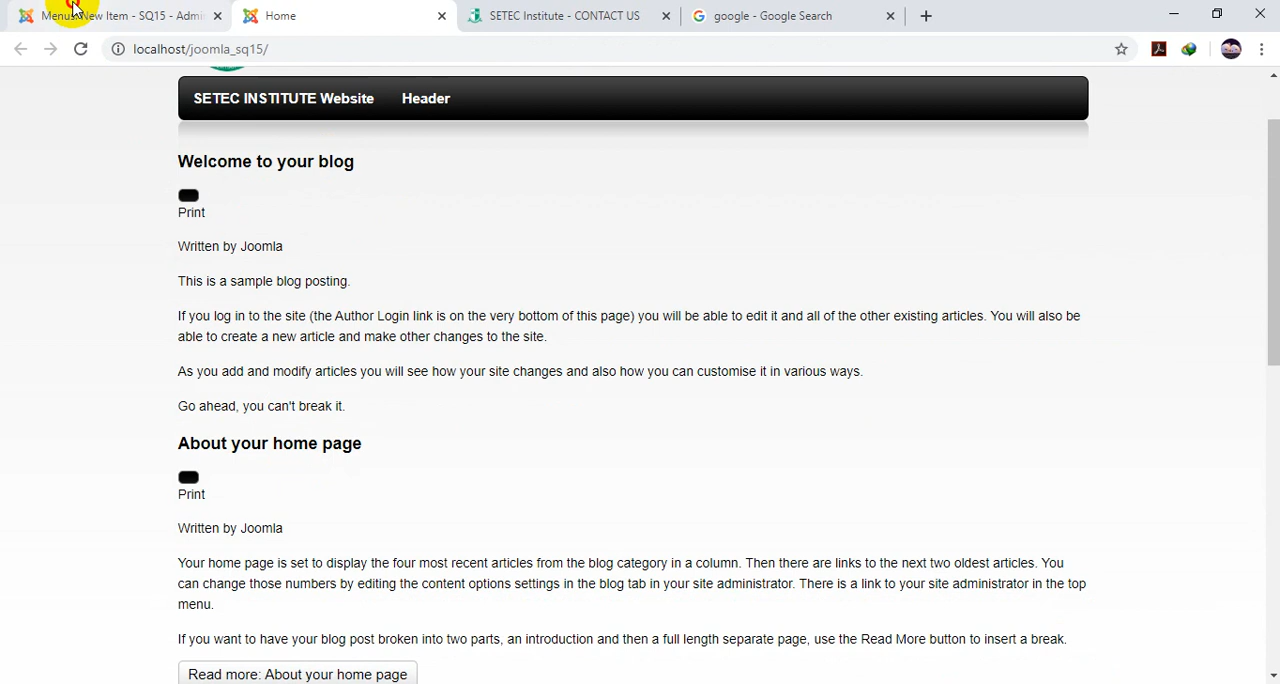 Menus: New Item - SQ15 - Admi
Home
SETEC Institute - CONTACT US
google - Google Search
localhost/joomla_sq15/
SETEC INSTITUTE Website
Header
Welcome to your blog
Print
Written by Joomla
This is a sample blog posting.
If you log in to the site (the Author Login link is on the very bottom of this page) you will be able to edit it and all of the other existing articles. You will also be
able to create a new article and make other changes to the site.
As you add and modify articles you will see how your site changes and also how you can customise it in various ways.
Go ahead, you can't break it.
About your home page
Print
Written by Joomla
Your home page is set to display the four most recent articles from the blog category in a column. Then there are links to the next two oldest articles. You
can change those numbers by editing the content options settings in the blog tab in your site administrator. There is a link to your site administrator in the top
menu.
If you want to have your blog post broken into two parts, an introduction and then a full length separate page, use the Read More button to insert a break.
Read more: About your home page